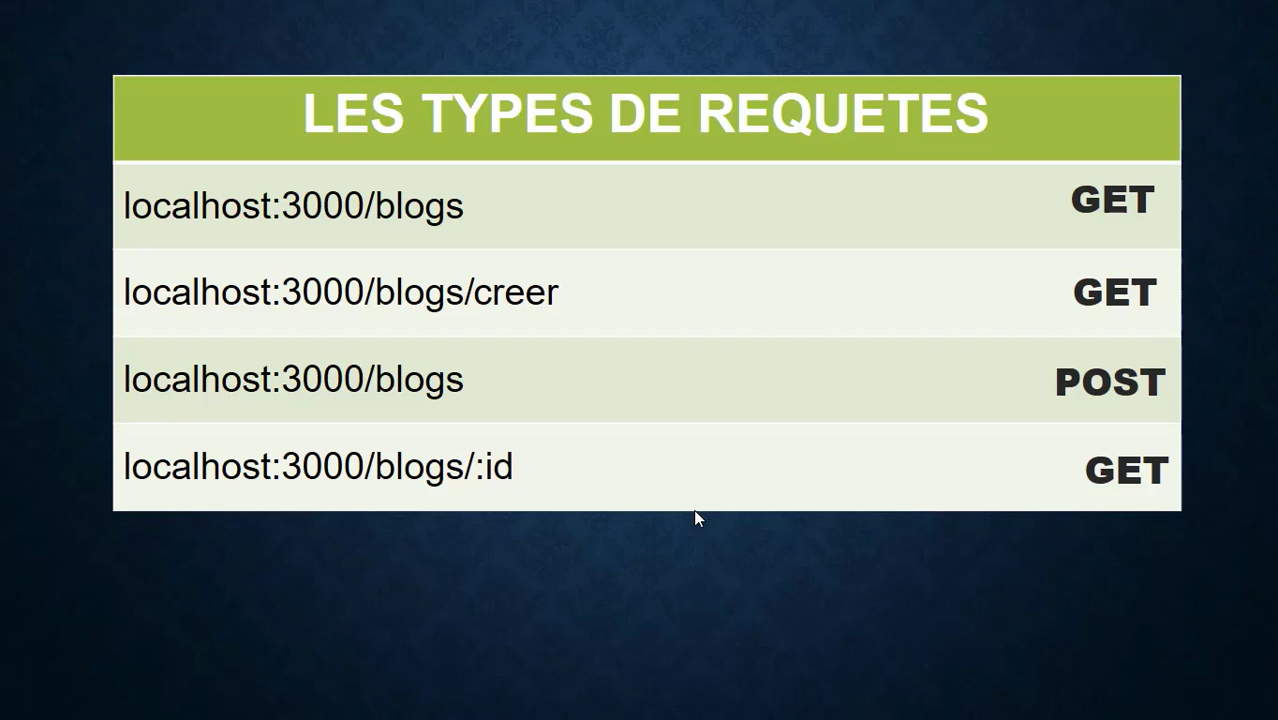 LES TYPES DE REQUETES
localhost:3000/blogs GET
localhost:3000/blogs/creer GET
localhost:3000/blogs POST
localhost:3000/blogs/:id GET